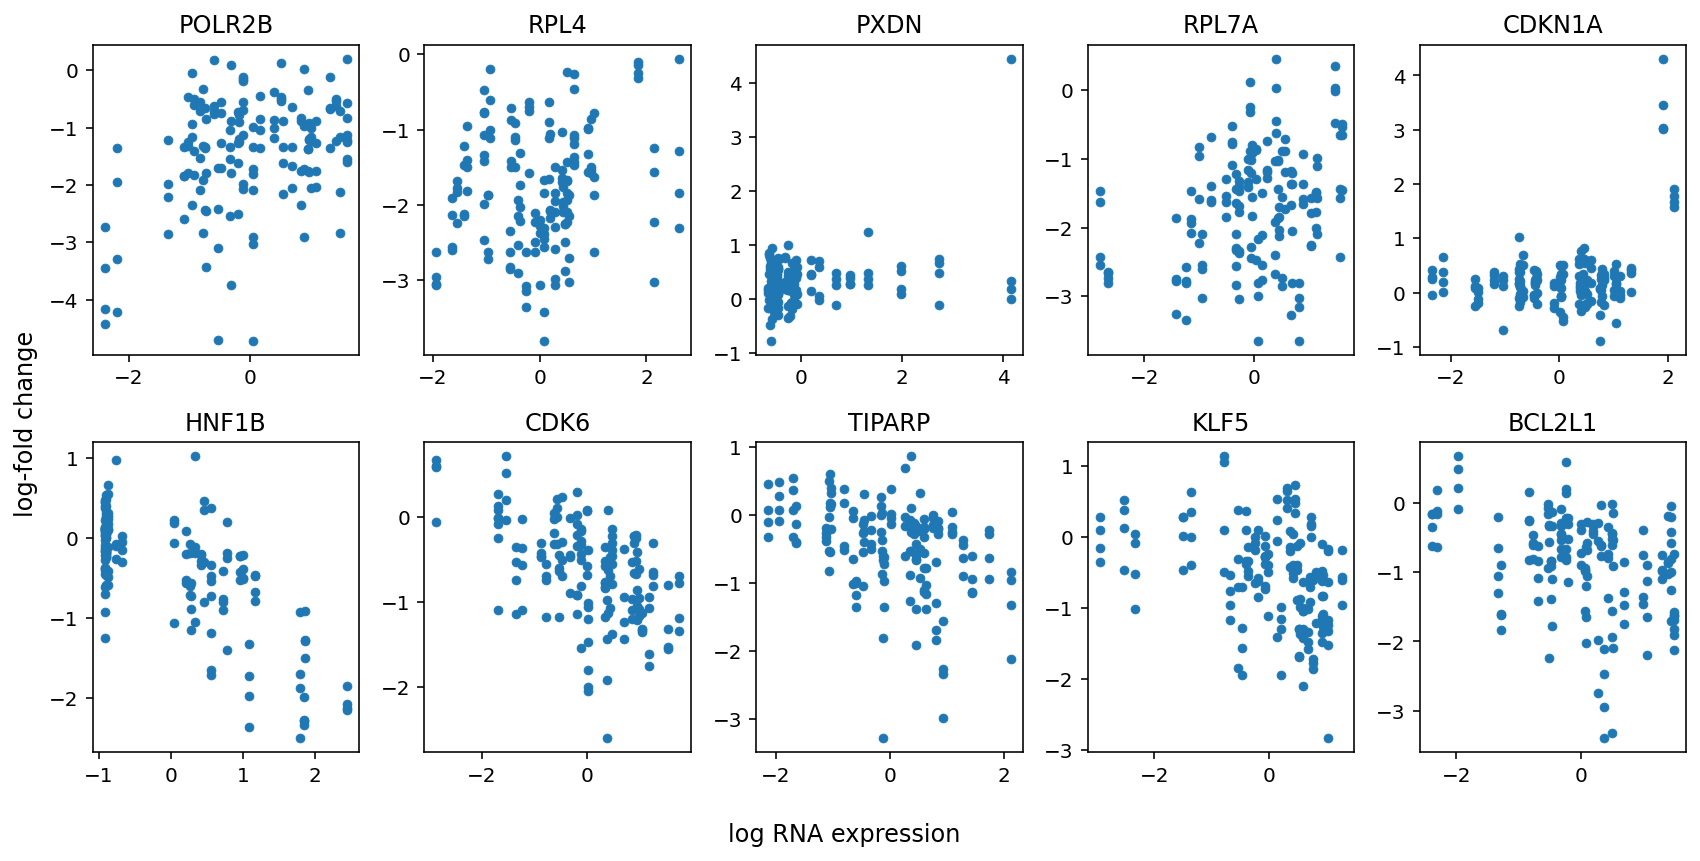 POLR2B RPL4 PXDN RPL7A CDKN1A
0 −1 −2 −3 −4
−2 0
0 −1 −2 −3
−2 0 2
4 3 2 1 0 −1
0 2 4
0 −1 −2 −3
−2 0
4 3 2 1 0 −1
−2 0 2
log-fold change
HNF1B CDK6 TIPARP KLF5 BCL2L1
1 0 −1 −2
−1 0 1 2
0 −1 −2
−2 0
1 0 −1 −2 −3
−2 0 2
1 0 −1 −2 −3
−2 0
0 −1 −2 −3
−2 0
log RNA expression